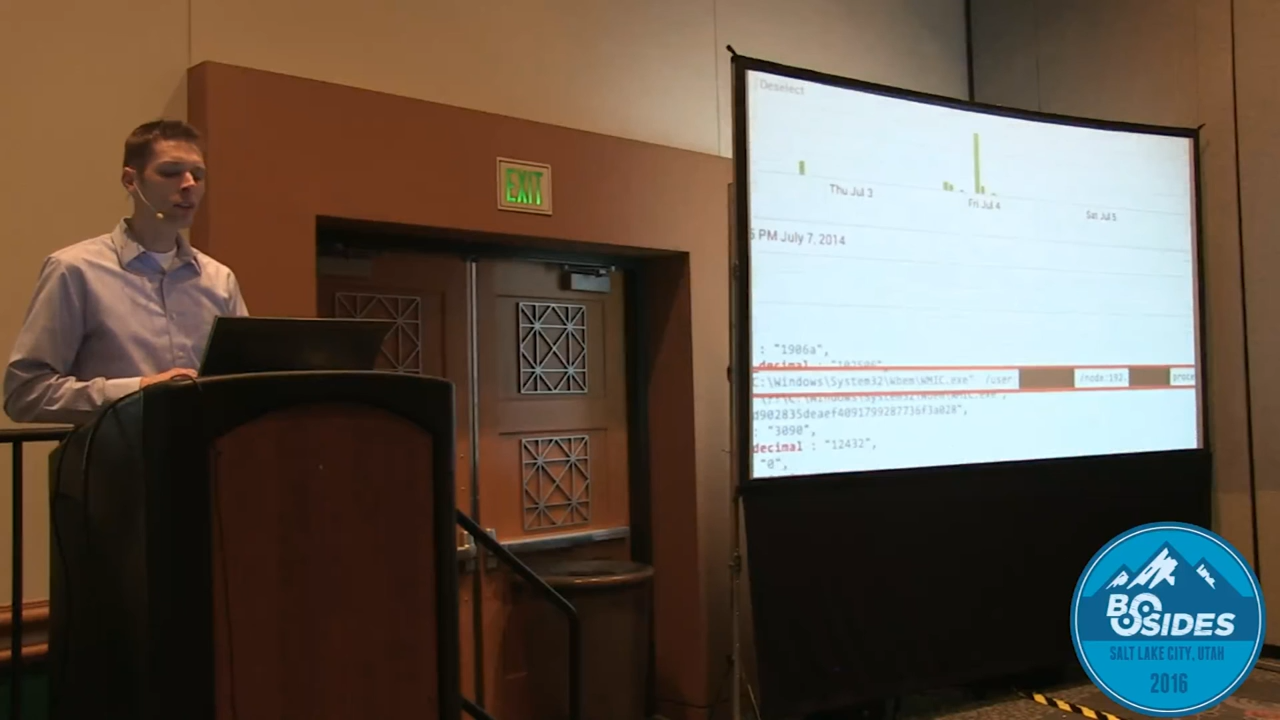 Deselect
EXIT
Thu Jul 3
Fri Jul 4
Sat Jul 5
PM July 7, 2014
: "1906a",
decimal : "102506"
C:\Windows\System32\Wbem\WMIC.exe" /user /node:192. proce
d902835deaef4091799287736f3a028",
: "3090",
decimal : "12432",
"0",
BSIDES
SALT LAKE CITY, UTAH
2016